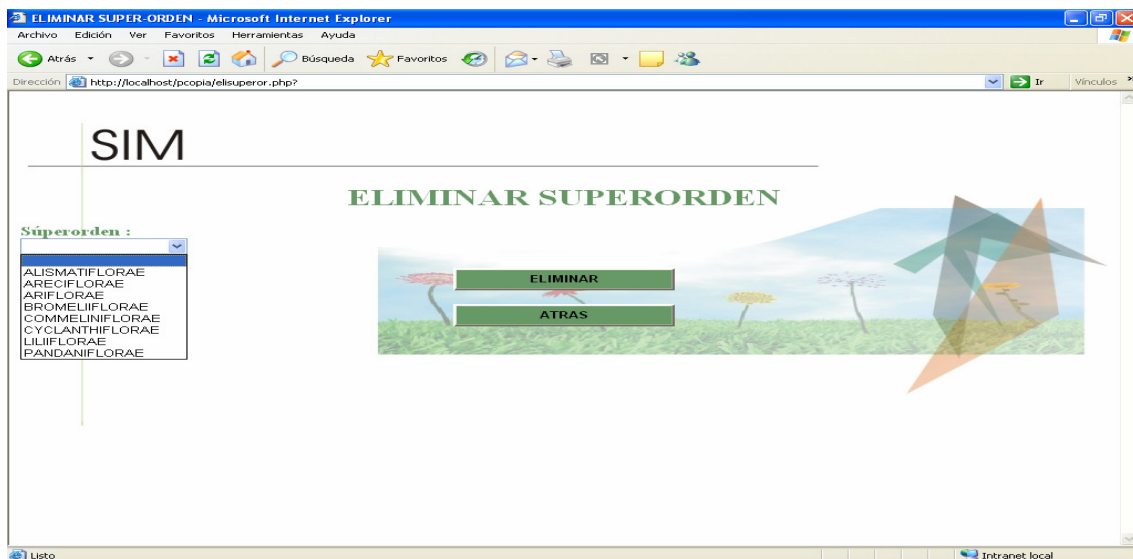 ELIMINAR SUPER-ORDEN - Microsoft Internet Explorer
Archivo Edición Ver Favoritos Herramientas Ayuda
Atrás Búsqueda Favoritos
Dirección http://localhost/pcopia/elisuperor.php? Ir Vínculos »
SIM
ELIMINAR SUPERORDEN
Súperorden :
ALISMATIFLORAE
ARECIFLORAE
ARIFLORAE
BROMELIIFLORAE
COMMELINIFLORAE
CYCLANTHIFLORAE
LILIIFLORAE
PANDANIFLORAE
ELIMINAR
ATRAS
Listo Intranet local